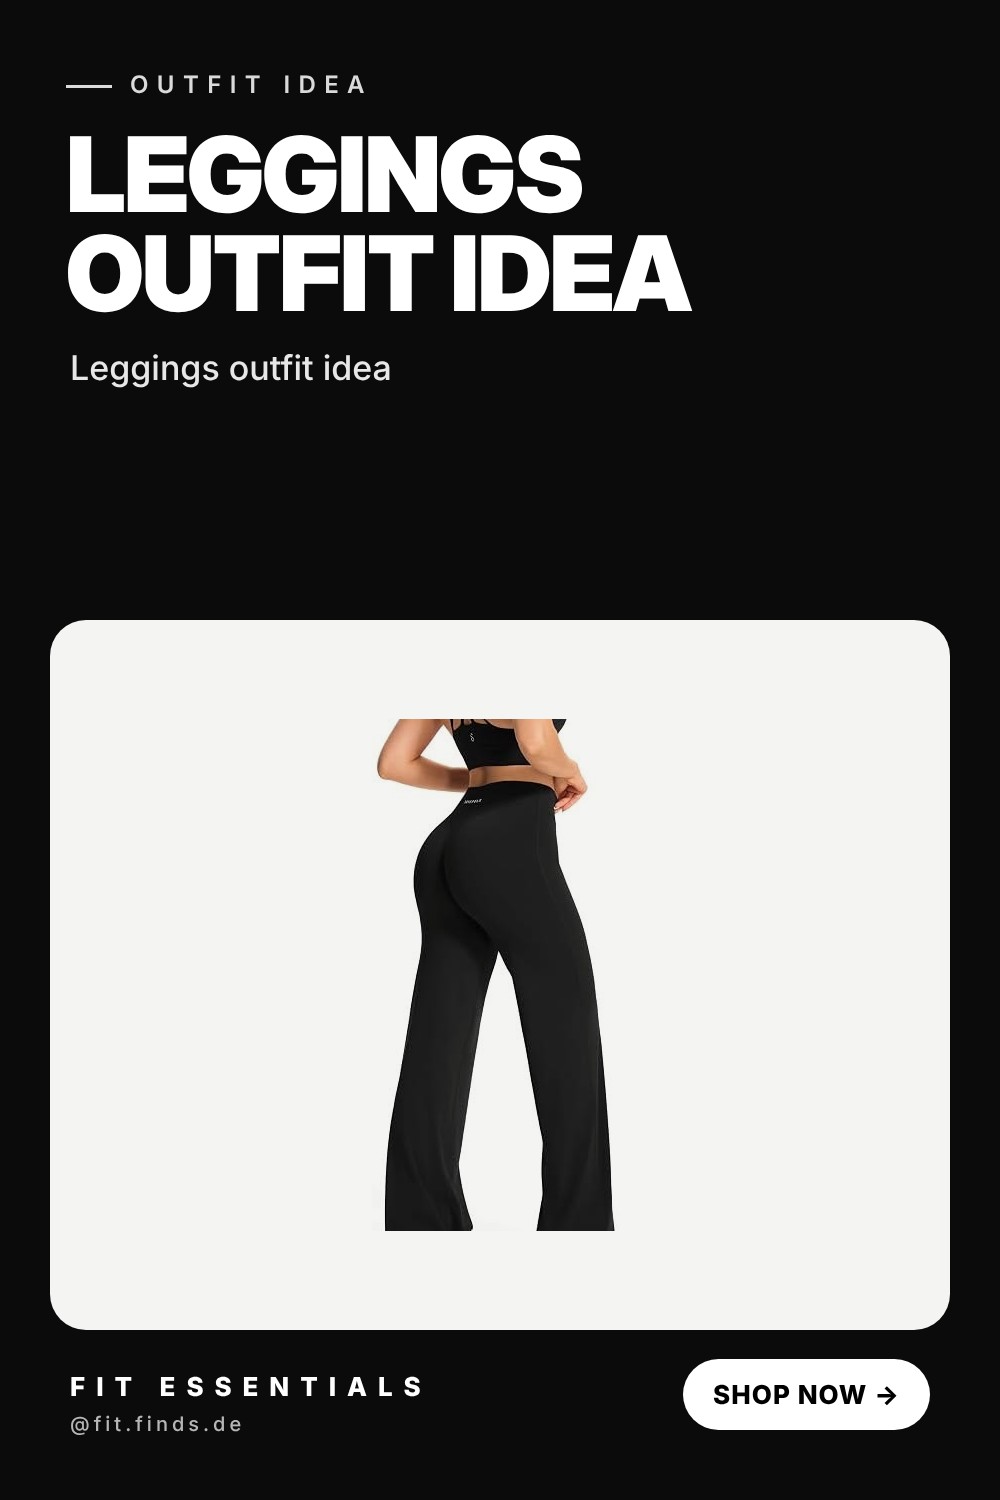 OUTFIT IDEA
LEGGINGS
OUTFIT IDEA
Leggings outfit idea
FIT ESSENTIALS
@fit.finds.de
SHOP NOW →